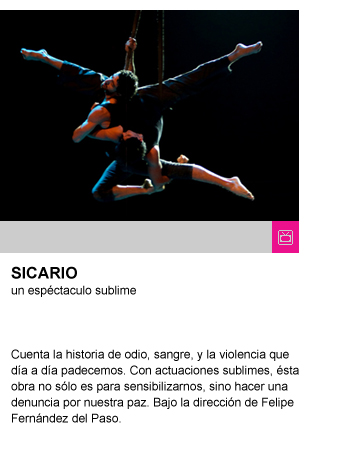 SICARIO
un espéctaculo sublime
Cuenta la historia de odio, sangre, y la violencia que
día a día padecemos. Con actuaciones sublimes, ésta
obra no sólo es para sensibilizarnos, sino hacer una
denuncia por nuestra paz. Bajo la dirección de Felipe
Fernández del Paso.